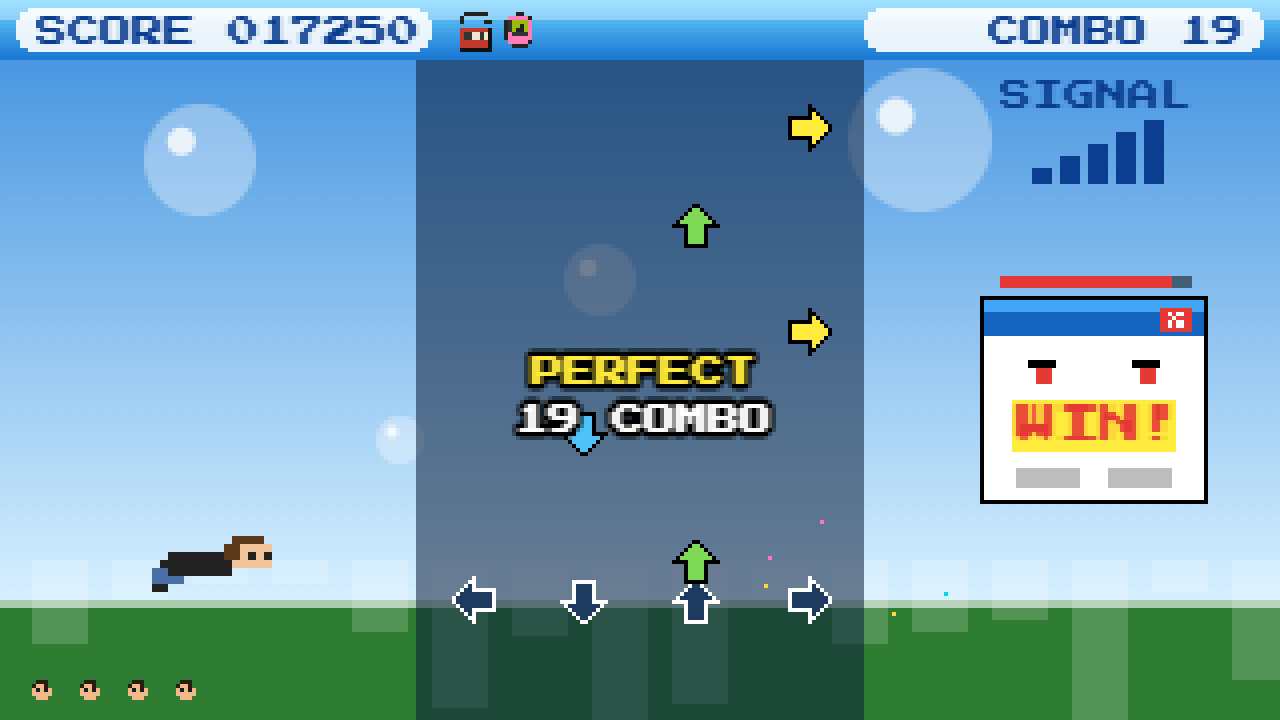 SCORE 017250
COMBO 19
SIGNAL
PERFECT
19 COMBO
WIN!